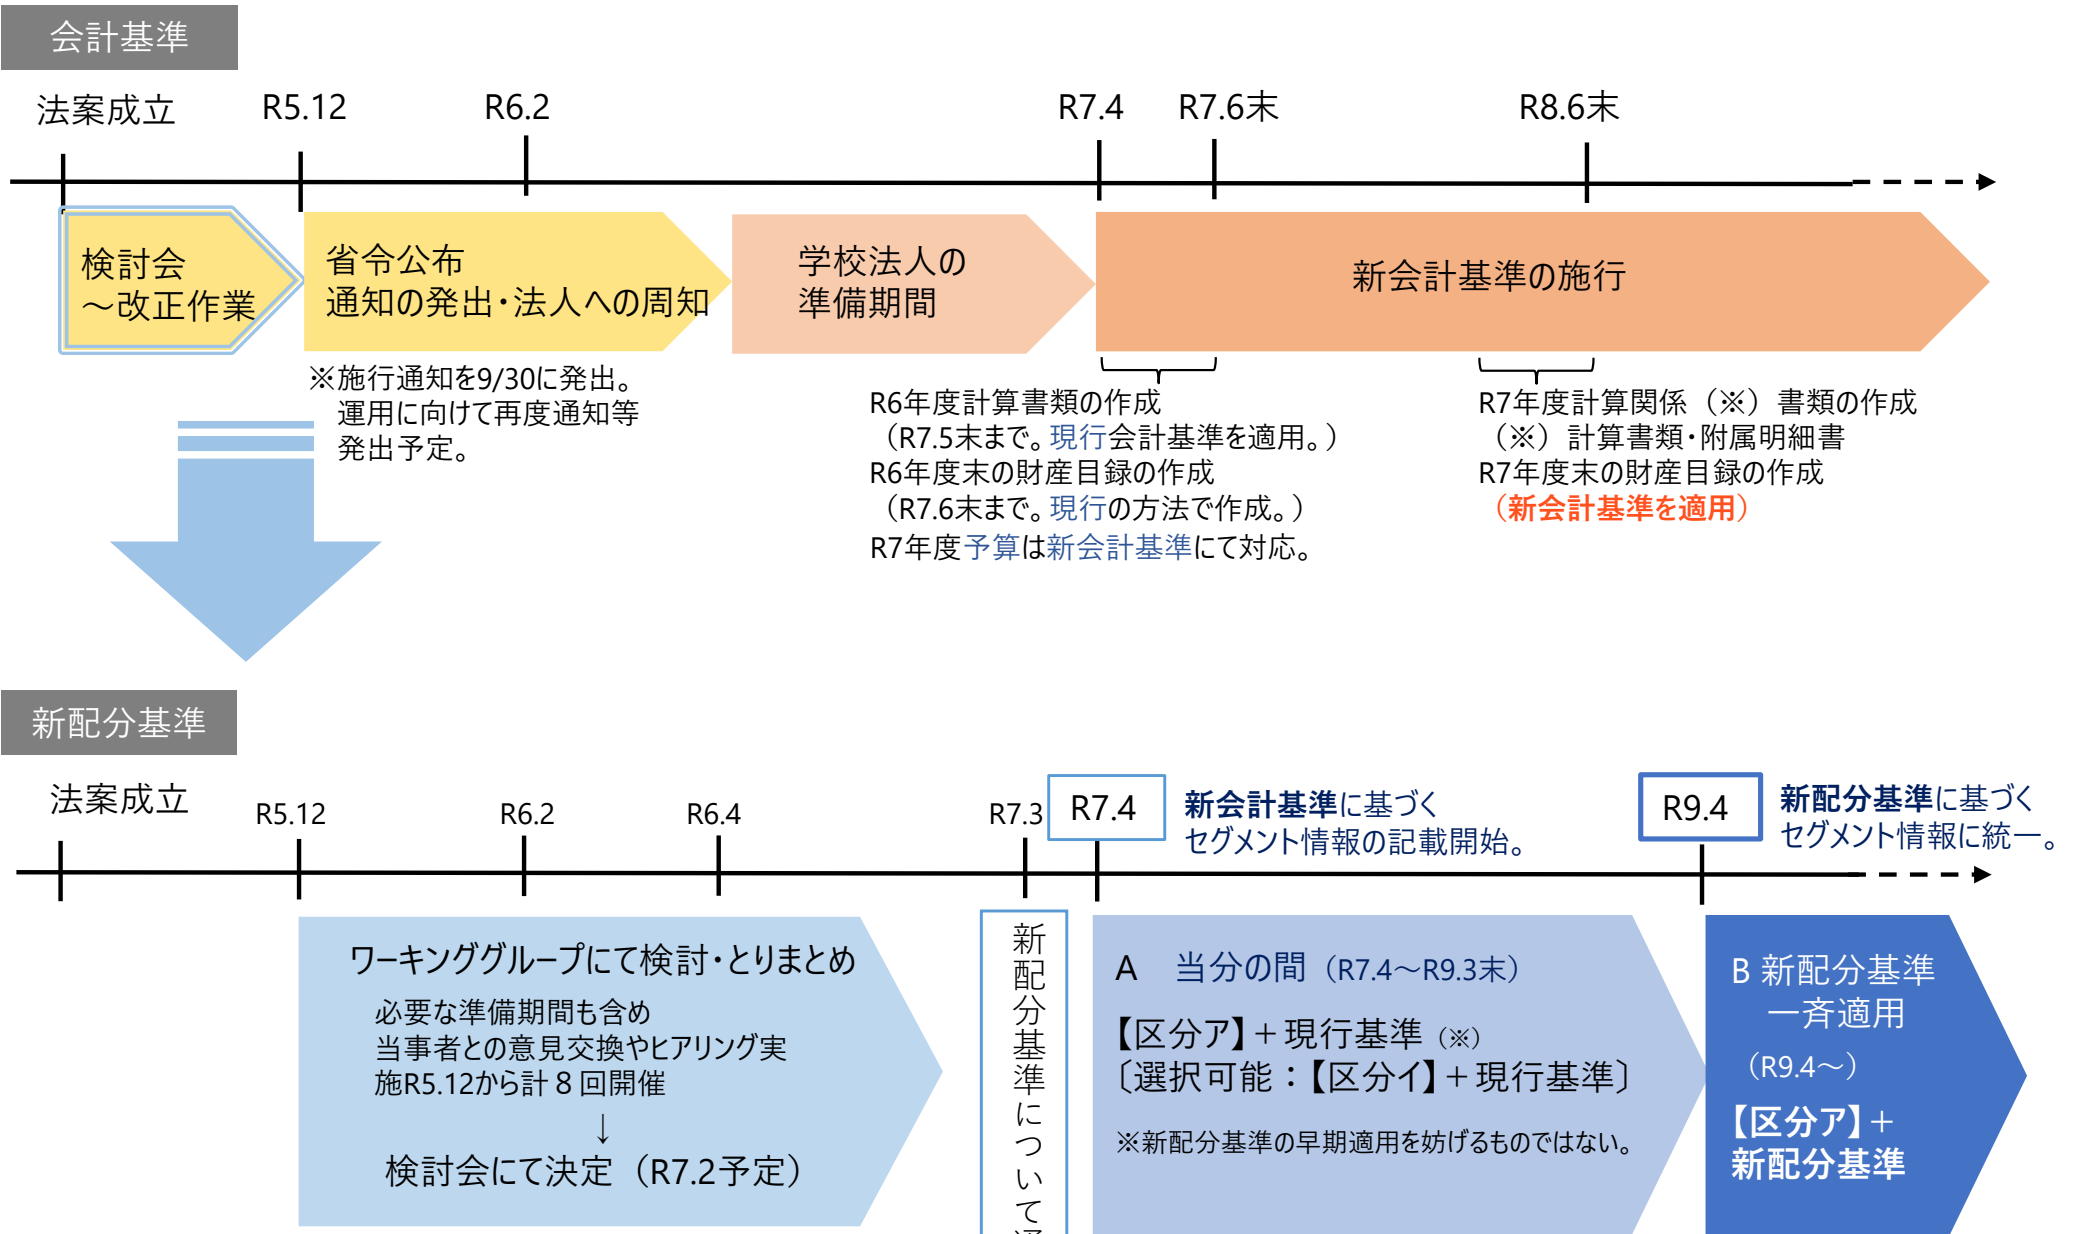 会計基準
法案成立
R5.12
R6.2
R7.4
R7.6末
R8.6末
検討会
～改正作業
省令公布
通知の発出・法人への周知
学校法人の
準備期間
新会計基準の施行
※施行通知を9/30に発出。
運用に向けて再度通知等
発出予定。
R6年度計算書類の作成
（R7.5末まで。現行会計基準を適用。）
R6年度末の財産目録の作成
（R7.6末まで。現行の方法で作成。）
R7年度予算は新会計基準にて対応。
R7年度計算関係（※）書類の作成
（※）計算書類・附属明細書
R7年度末の財産目録の作成
（新会計基準を適用）
新配分基準
法案成立
R5.12
R6.2
R6.4
R7.3
R7.4
新会計基準に基づく
セグメント情報の記載開始。
R9.4
新配分基準に基づく
セグメント情報に統一。
ワーキンググループにて検討・とりまとめ
必要な準備期間も含め
当事者との意見交換やヒアリング実
施R5.12から計８回開催
↓
検討会にて決定（R7.2予定）
新配分基準について
A　当分の間（R7.4～R9.3末）
【区分ア】＋現行基準（※）
〔選択可能：【区分イ】＋現行基準〕
※新配分基準の早期適用を妨げるものではない。
B 新配分基準
一斉適用
（R9.4～）
【区分ア】＋
新配分基準